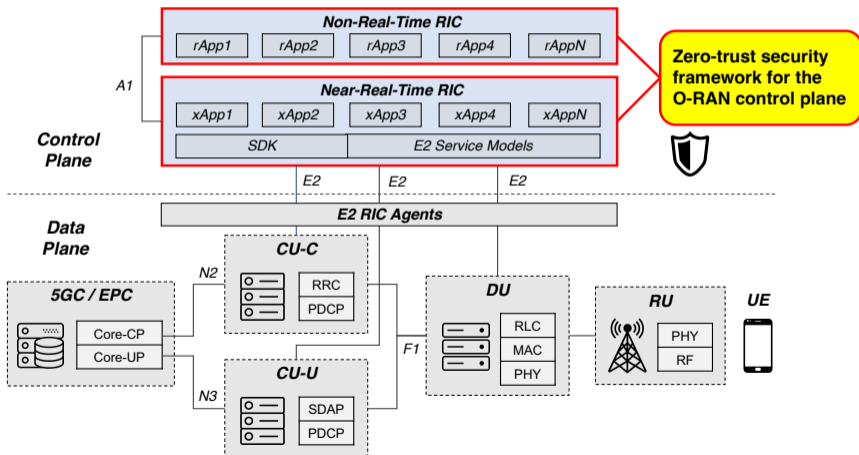 Non-Real-Time RIC
rApp1 rApp2 rApp3 rApp4 rAppN
A1
Near-Real-Time RIC
xApp1 xApp2 xApp3 xApp4 xAppN
SDK E2 Service Models
Zero-trust security
framework for the
O-RAN control plane
Control
Plane
E2 E2 E2
Data
Plane
E2 RIC Agents
CU-C
RRC
PDCP
N2
5GC / EPC
Core-CP
Core-UP
N3
CU-U
SDAP
PDCP
F1
DU
RLC
MAC
PHY
RU
PHY
RF
UE